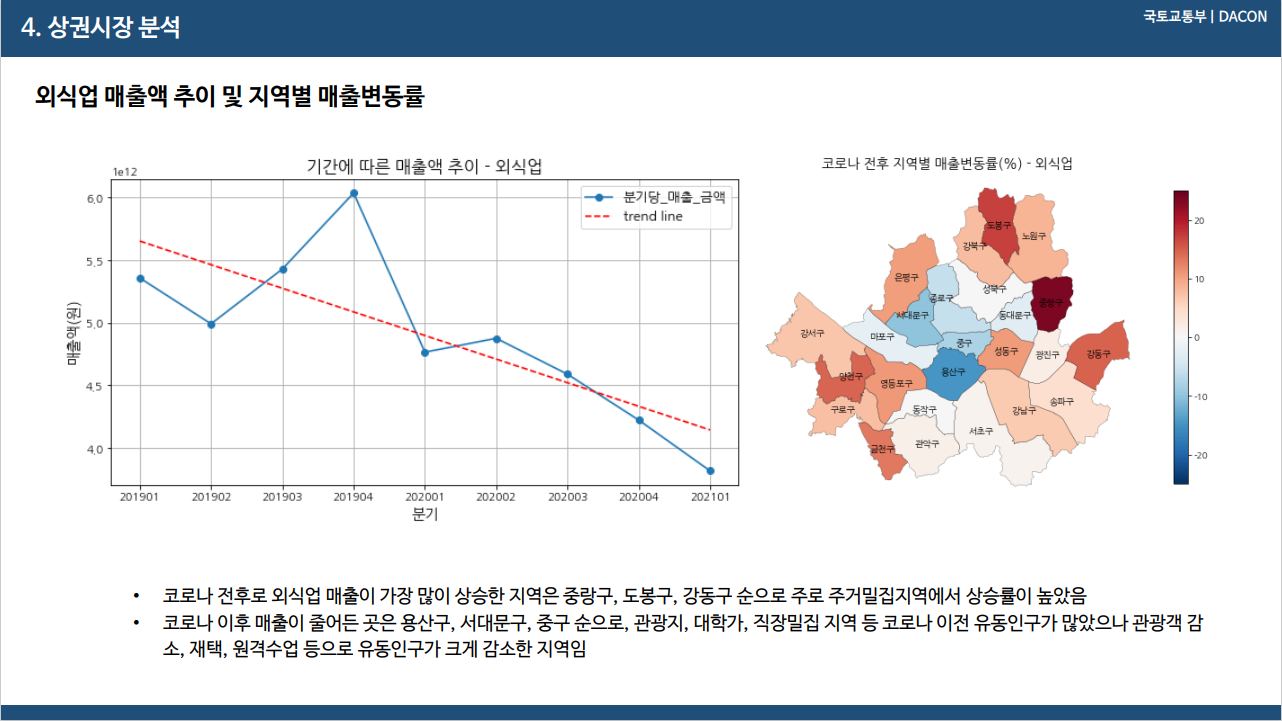 4. 상권시장 분석
국토교통부 | DACON
외식업 매출액 추이 및 지역별 매출변동률
기간에 따른 매출액 추이 - 외식업
1e12
6.0
5.5
5.0
4.5
4.0
매출액(원)
분기당_매출_금액
trend line
201901
201902
201903
201904
202001
202002
202003
202004
202101
분기
코로나 전후 지역별 매출변동률(%) - 외식업
도봉구
노원구
강북구
은평구
성북구
종로구
중랑구
서대문구
동대문구
강서구
마포구
중구
성동구
광진구
강동구
용산구
양천구
영등포구
송파구
구로구
동작구
강남구
서초구
관악구
금천구
20
10
0
-10
-20
• 코로나 전후로 외식업 매출이 가장 많이 상승한 지역은 중랑구, 도봉구, 강동구 순으로 주로 주거밀집지역에서 상승률이 높았음
• 코로나 이후 매출이 줄어든 곳은 용산구, 서대문구, 중구 순으로, 관광지, 대학가, 직장밀집 지역 등 코로나 이전 유동인구가 많았으나 관광객 감
소, 재택, 원격수업 등으로 유동인구가 크게 감소한 지역임